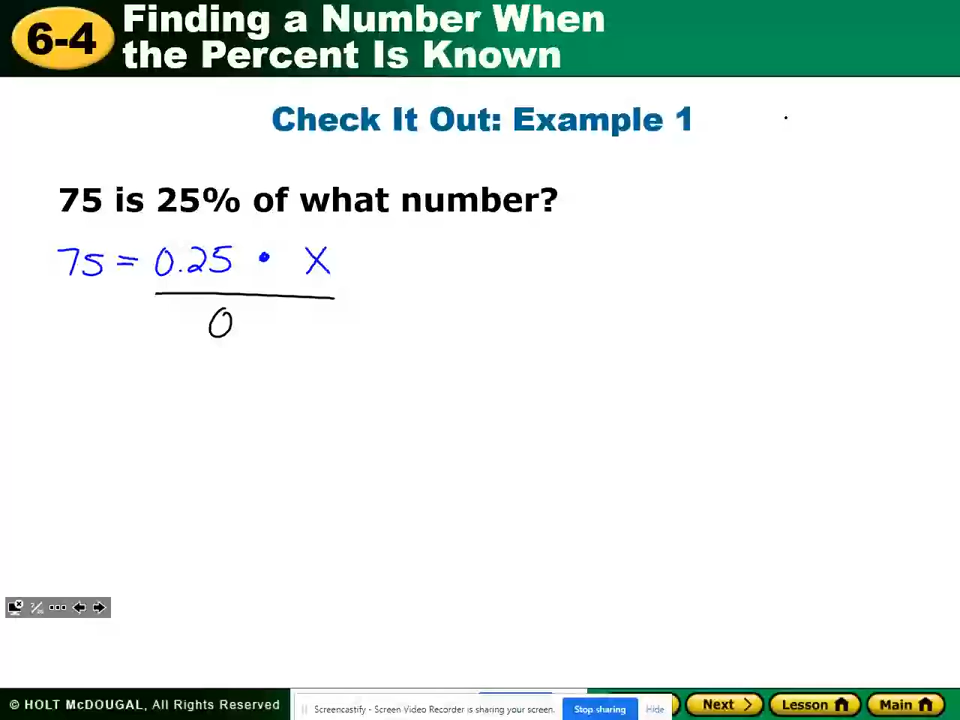 6-4
Finding a Number When
the Percent Is Known
Check It Out: Example 1
75 is 25% of what number?
75 = 0.25 • X
0
© HOLT McDOUGAL, All Rights Reserved
Screencastify - Screen Video Recorder is sharing your screen.
Stop sharing
Hide
Next
Lesson
Main